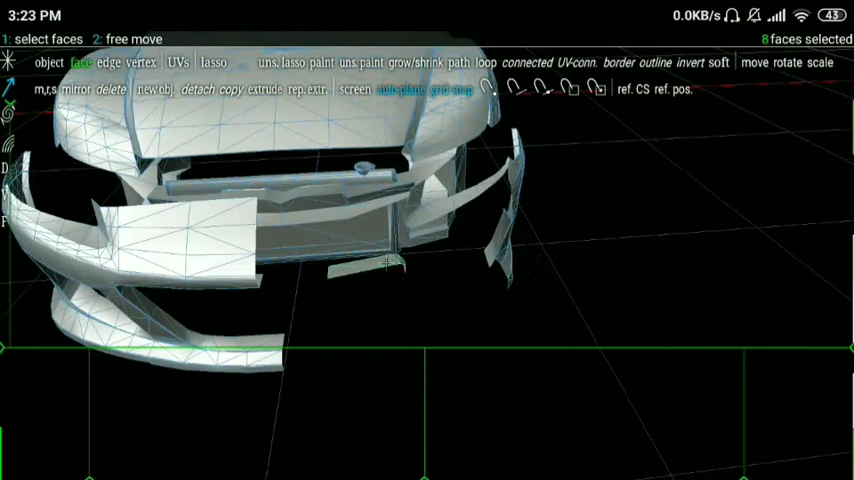 3:23 PM 0.0KB/s 43
1: select faces 2: free move 8 faces selected
object face edge vertex UVs lasso uns. lasso paint uns. paint grow/shrink path loop connected UV-conn. border outline invert soft move rotate scale
m,r,s mirror delete new obj. detach copy extrude rep. extr. screen auto-plane grid-snap ref. CS ref. pos.
D
V
F